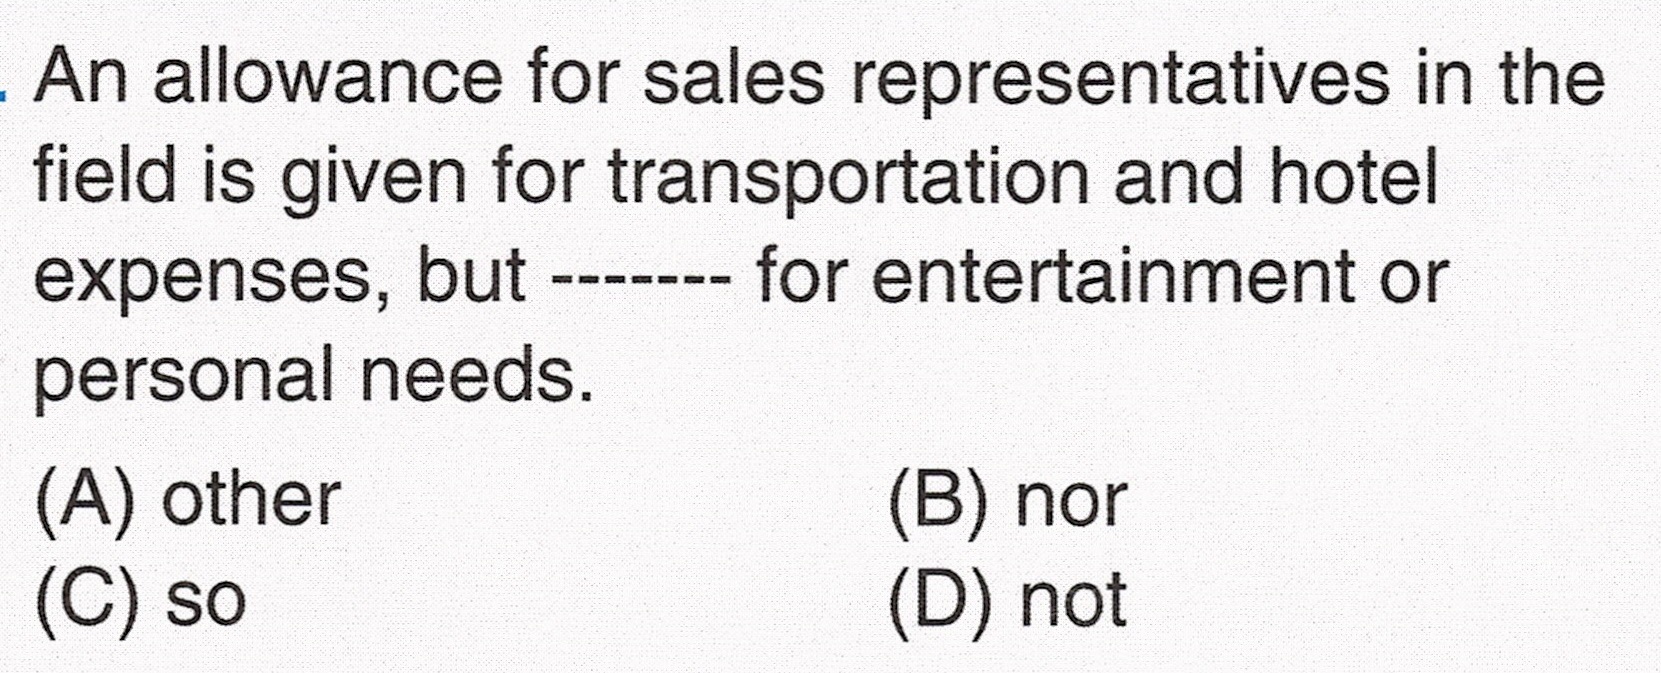 . An allowance for sales representatives in the
field is given for transportation and hotel
expenses, but ------- for entertainment or
personal needs.
(A) other (B) nor
(C) so (D) not